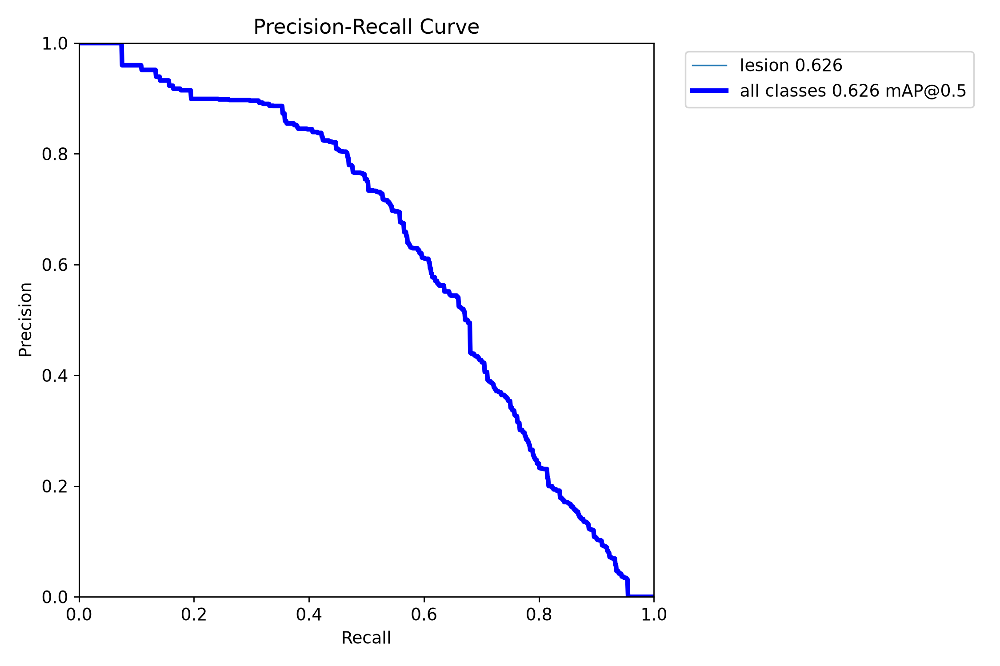 Precision-Recall Curve
1.0
0.8
0.6
0.4
0.2
0.0
Precision
0.0 0.2 0.4 0.6 0.8 1.0
Recall
lesion 0.626
all classes 0.626 mAP@0.5